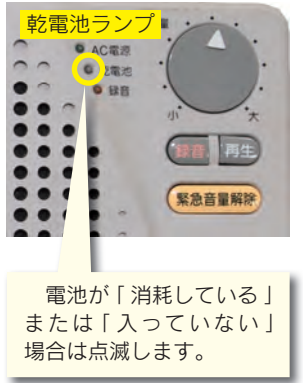 乾電池ランプ
量
AC電源
乾電池
録音
小 大
録音 再生
緊急音量解除
電池が「消耗している」
または「入っていない」
場合は点滅します。